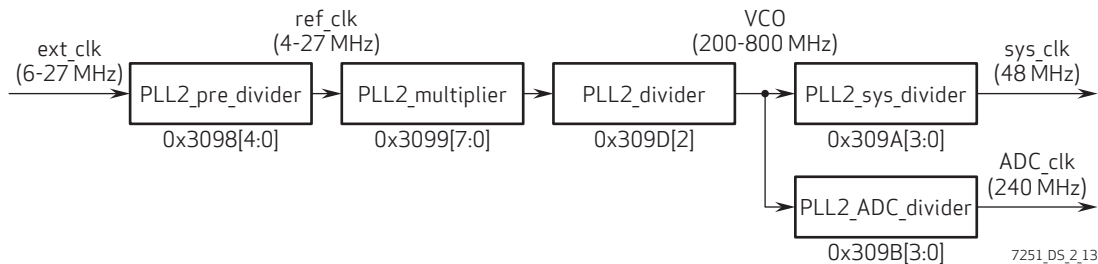 ref_clk
(4-27 MHz)
VCO
(200-800 MHz)
ext_clk
(6-27 MHz)
sys_clk
(48 MHz)
PLL2_pre_divider
PLL2_multiplier
PLL2_divider
PLL2_sys_divider
0x3098[4:0]
0x3099[7:0]
0x309D[2]
0x309A[3:0]
ADC_clk
(240 MHz)
PLL2_ADC_divider
0x309B[3:0]
7251_DS_2_13